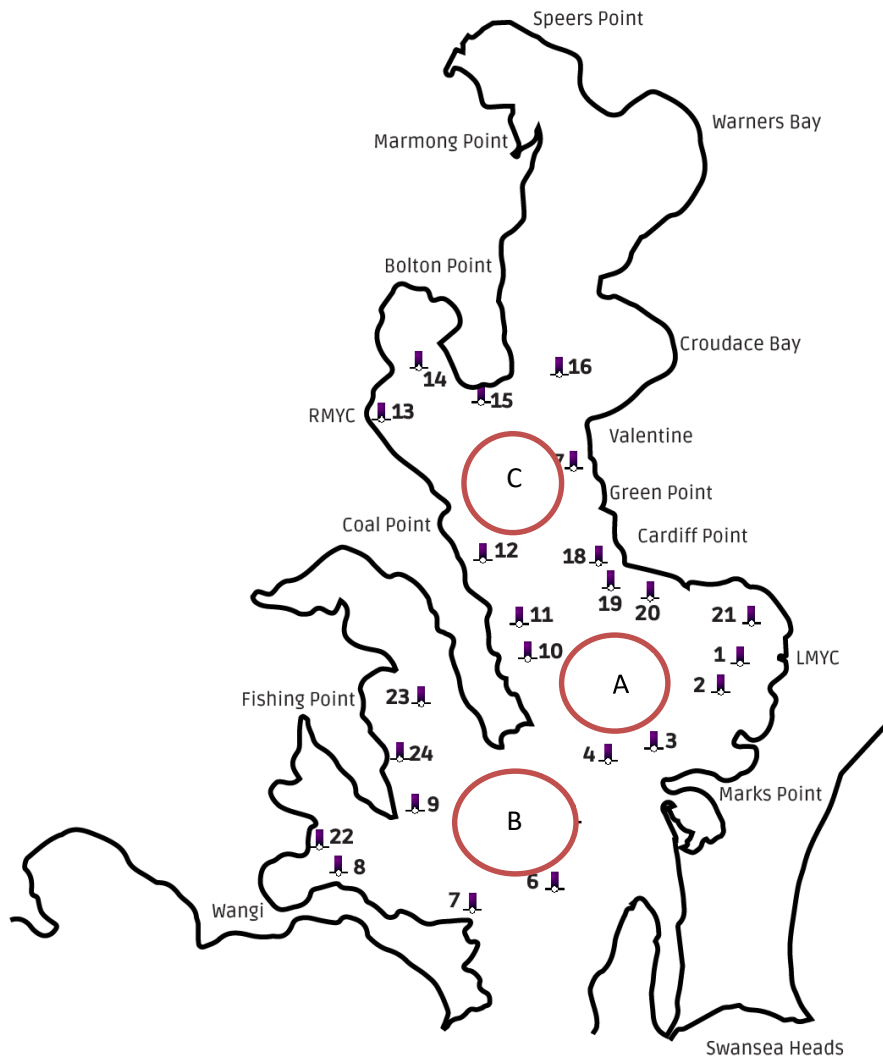 Speers Point
Warners Bay
Marmong Point
Bolton Point
Croudace Bay
16
14
15
RMYC
13
Valentine
C
7
Green Point
Coal Point
Cardiff Point
12
18
19
20
11
21
10
1
LMYC
A
2
23
Fishing Point
3
4
24
Marks Point
9
B
22
8
6
7
Wangi
Swansea Heads